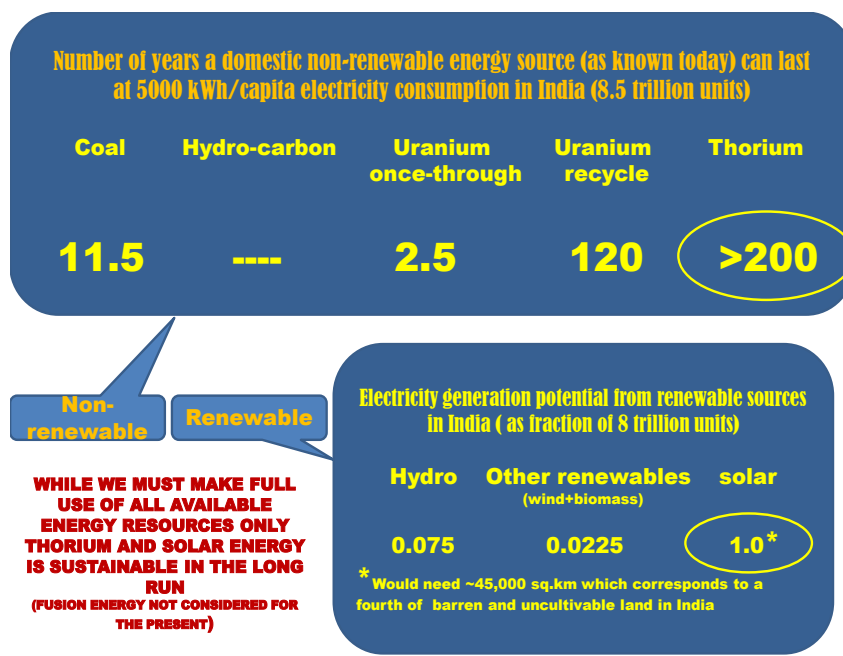 Number of years a domestic non-renewable energy source (as known today) can last
at 5000 kWh/capita electricity consumption in India (8.5 trillion units)
Coal Hydro-carbon Uranium once-through Uranium recycle Thorium
11.5 ---- 2.5 120 >200
Non-
renewable
Renewable
WHILE WE MUST MAKE FULL
USE OF ALL AVAILABLE
ENERGY RESOURCES ONLY
THORIUM AND SOLAR ENERGY
IS SUSTAINABLE IN THE LONG
RUN
(FUSION ENERGY NOT CONSIDERED FOR
THE PRESENT)
Electricity generation potential from renewable sources
in India ( as fraction of 8 trillion units)
Hydro Other renewables solar
(wind+biomass)
0.075 0.0225 1.0*
*Would need ~45,000 sq.km which corresponds to a
fourth of barren and uncultivable land in India